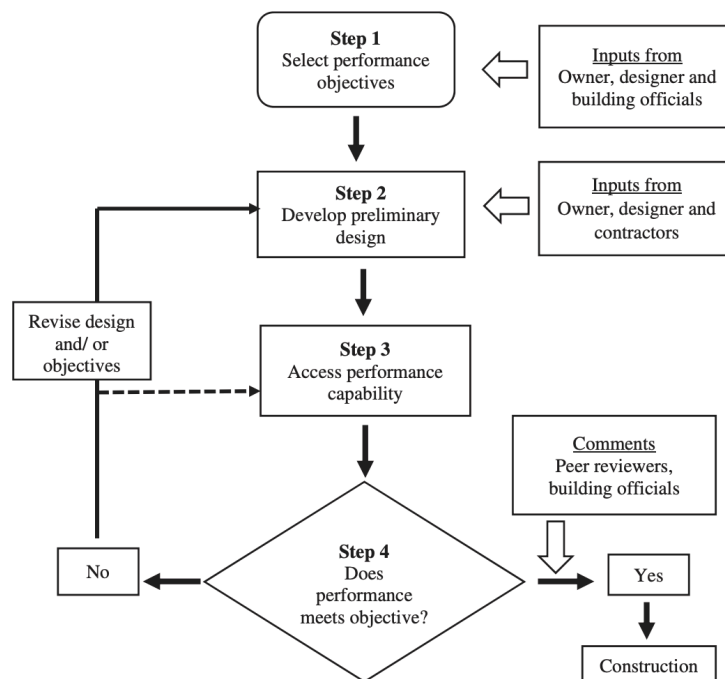 Step 1
Select performance
objectives
Inputs from
Owner, designer and
building officials
Step 2
Develop preliminary
design
Inputs from
Owner, designer and
contractors
Revise design
and/ or
objectives
Step 3
Access performance
capability
Comments
Peer reviewers,
building officials
Step 4
Does
performance
meets objective?
No
Yes
Construction